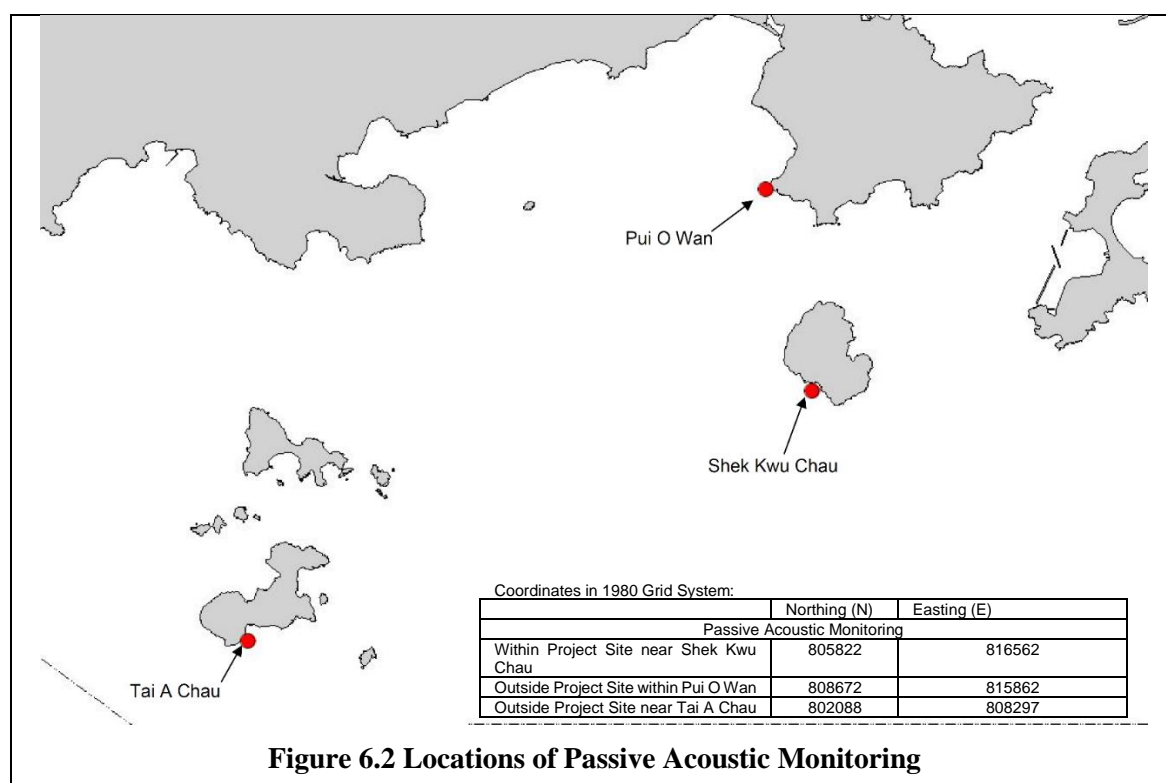 Pui O Wan
Shek Kwu Chau
Tai A Chau
Coordinates in 1980 Grid System:
Northing (N) Easting (E)
Passive Acoustic Monitoring
Within Project Site near Shek Kwu
Chau 805822 816562
Outside Project Site within Pui O Wan 808672 815862
Outside Project Site near Tai A Chau 802088 808297
Figure 6.2 Locations of Passive Acoustic Monitoring